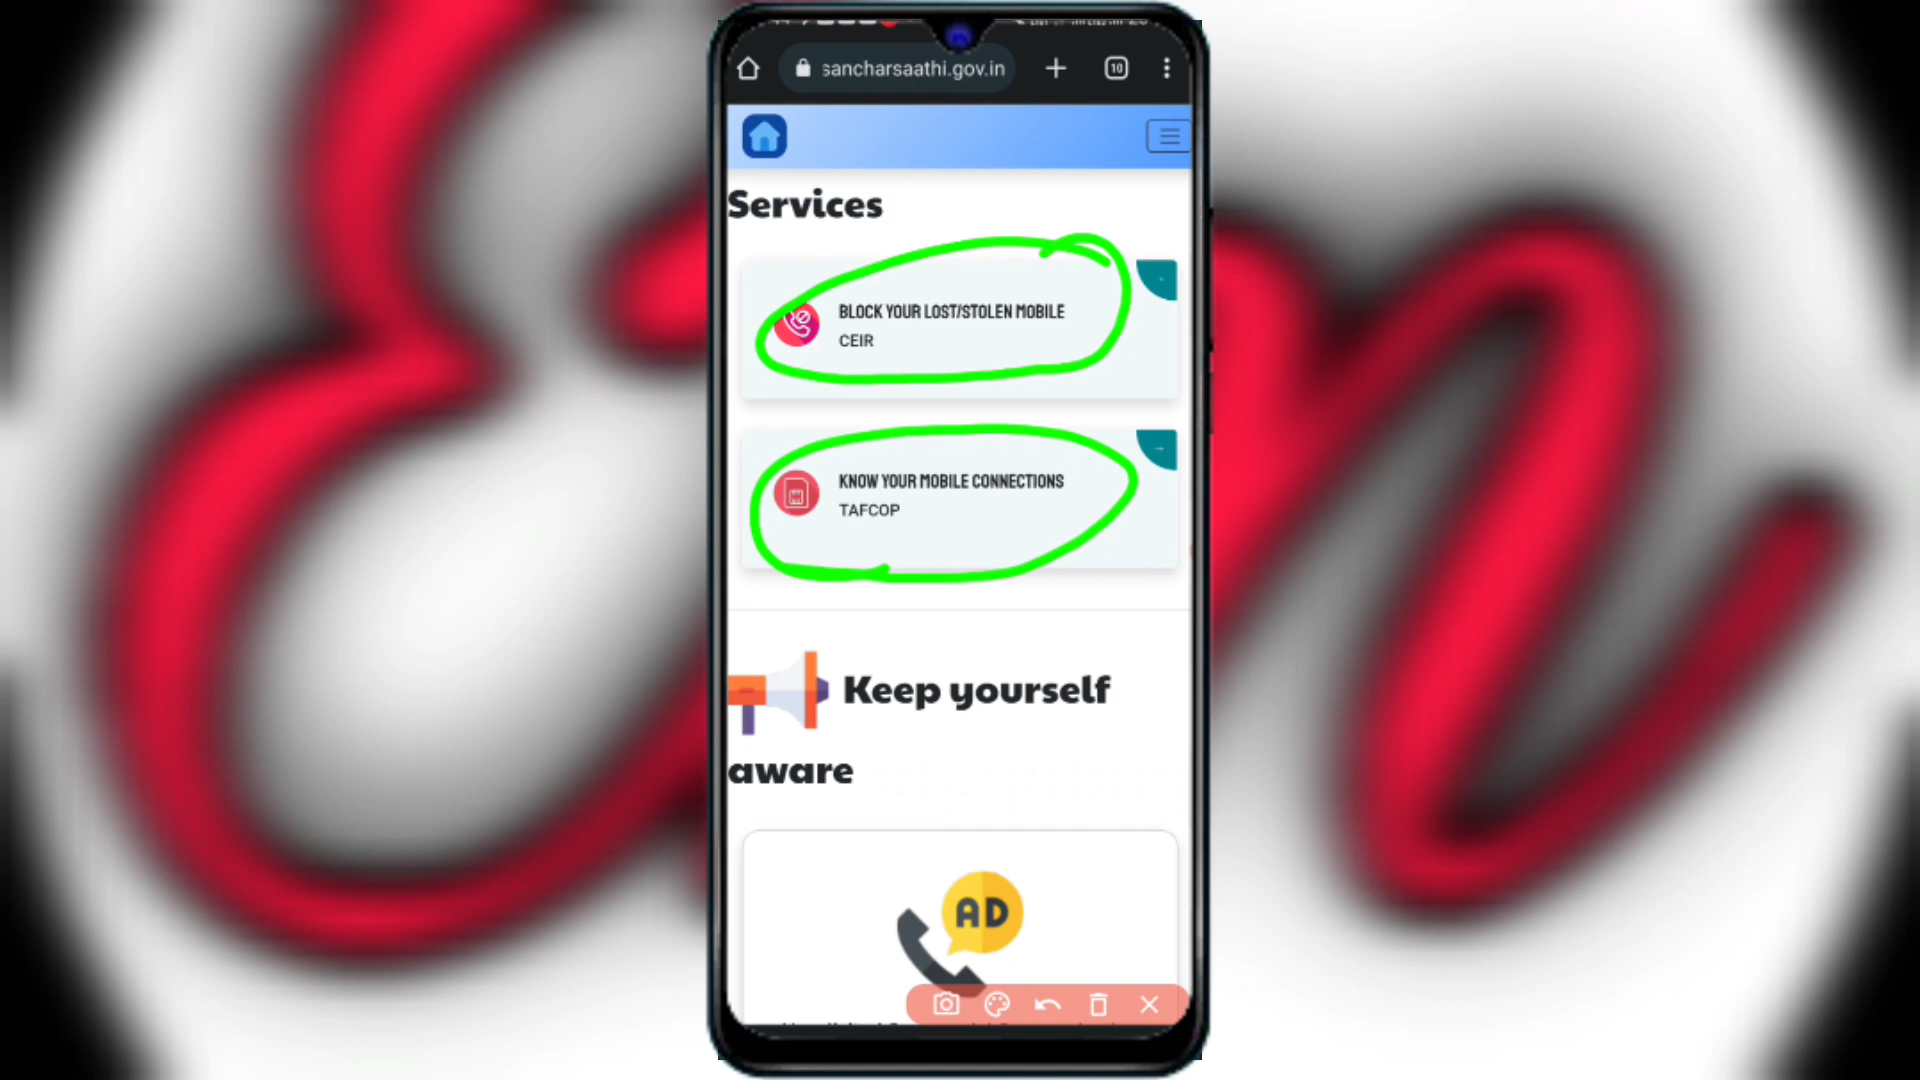 sancharsaathi.gov.in
10
Services
BLOCK YOUR LOST/STOLEN MOBILE
CEIR
KNOW YOUR MOBILE CONNECTIONS
TAFCOP
Keep yourself
aware
AD